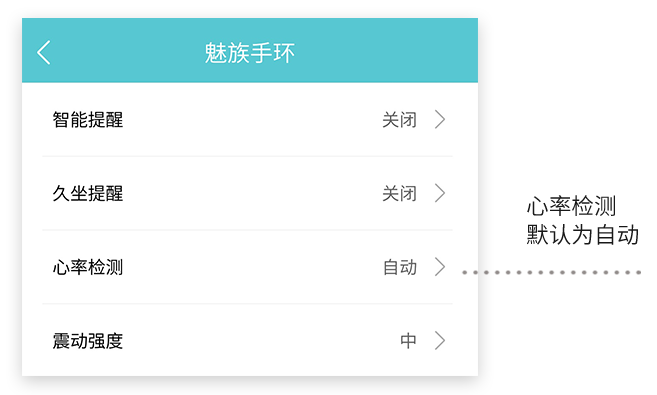 魅族手环
智能提醒 关闭
久坐提醒 关闭
心率检测 自动
震动强度 中
心率检测
默认为自动